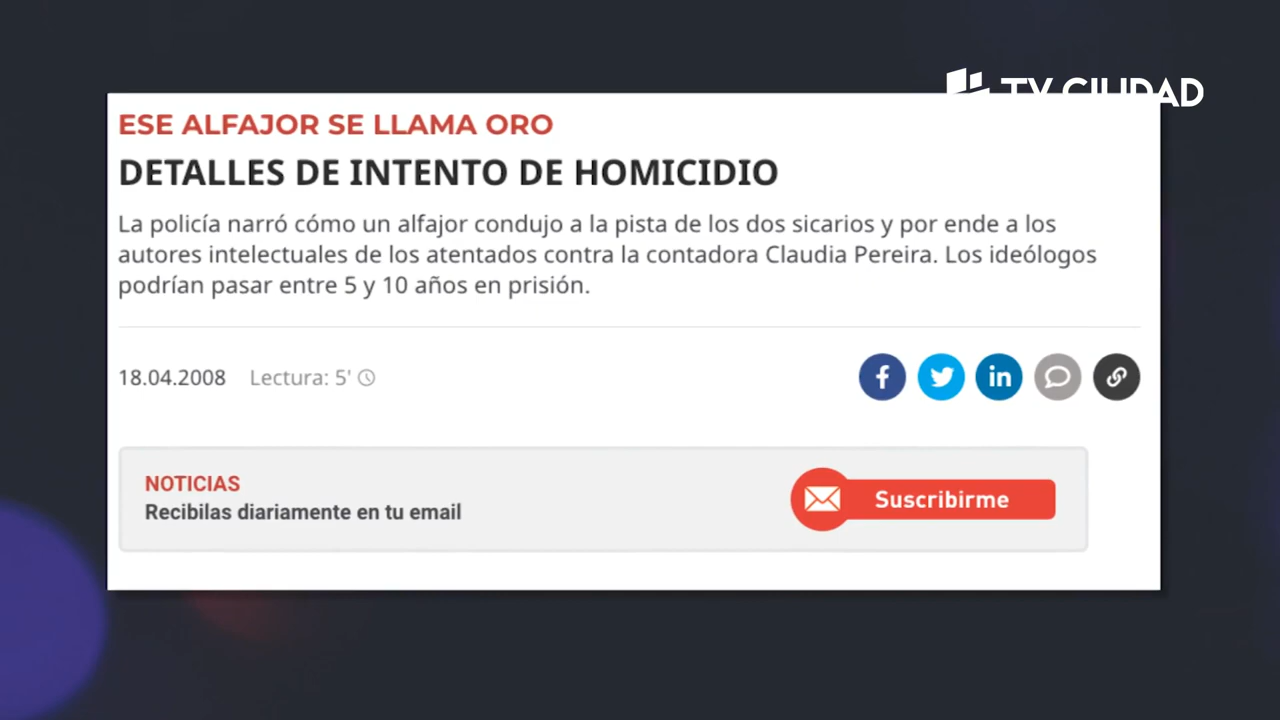 TV CIUDAD
ESE ALFAJOR SE LLAMA ORO
DETALLES DE INTENTO DE HOMICIDIO
La policía narró cómo un alfajor condujo a la pista de los dos sicarios y por ende a los
autores intelectuales de los atentados contra la contadora Claudia Pereira. Los ideólogos
podrían pasar entre 5 y 10 años en prisión.
18.04.2008 Lectura: 5'
NOTICIAS
Recibilas diariamente en tu email
Suscribirme